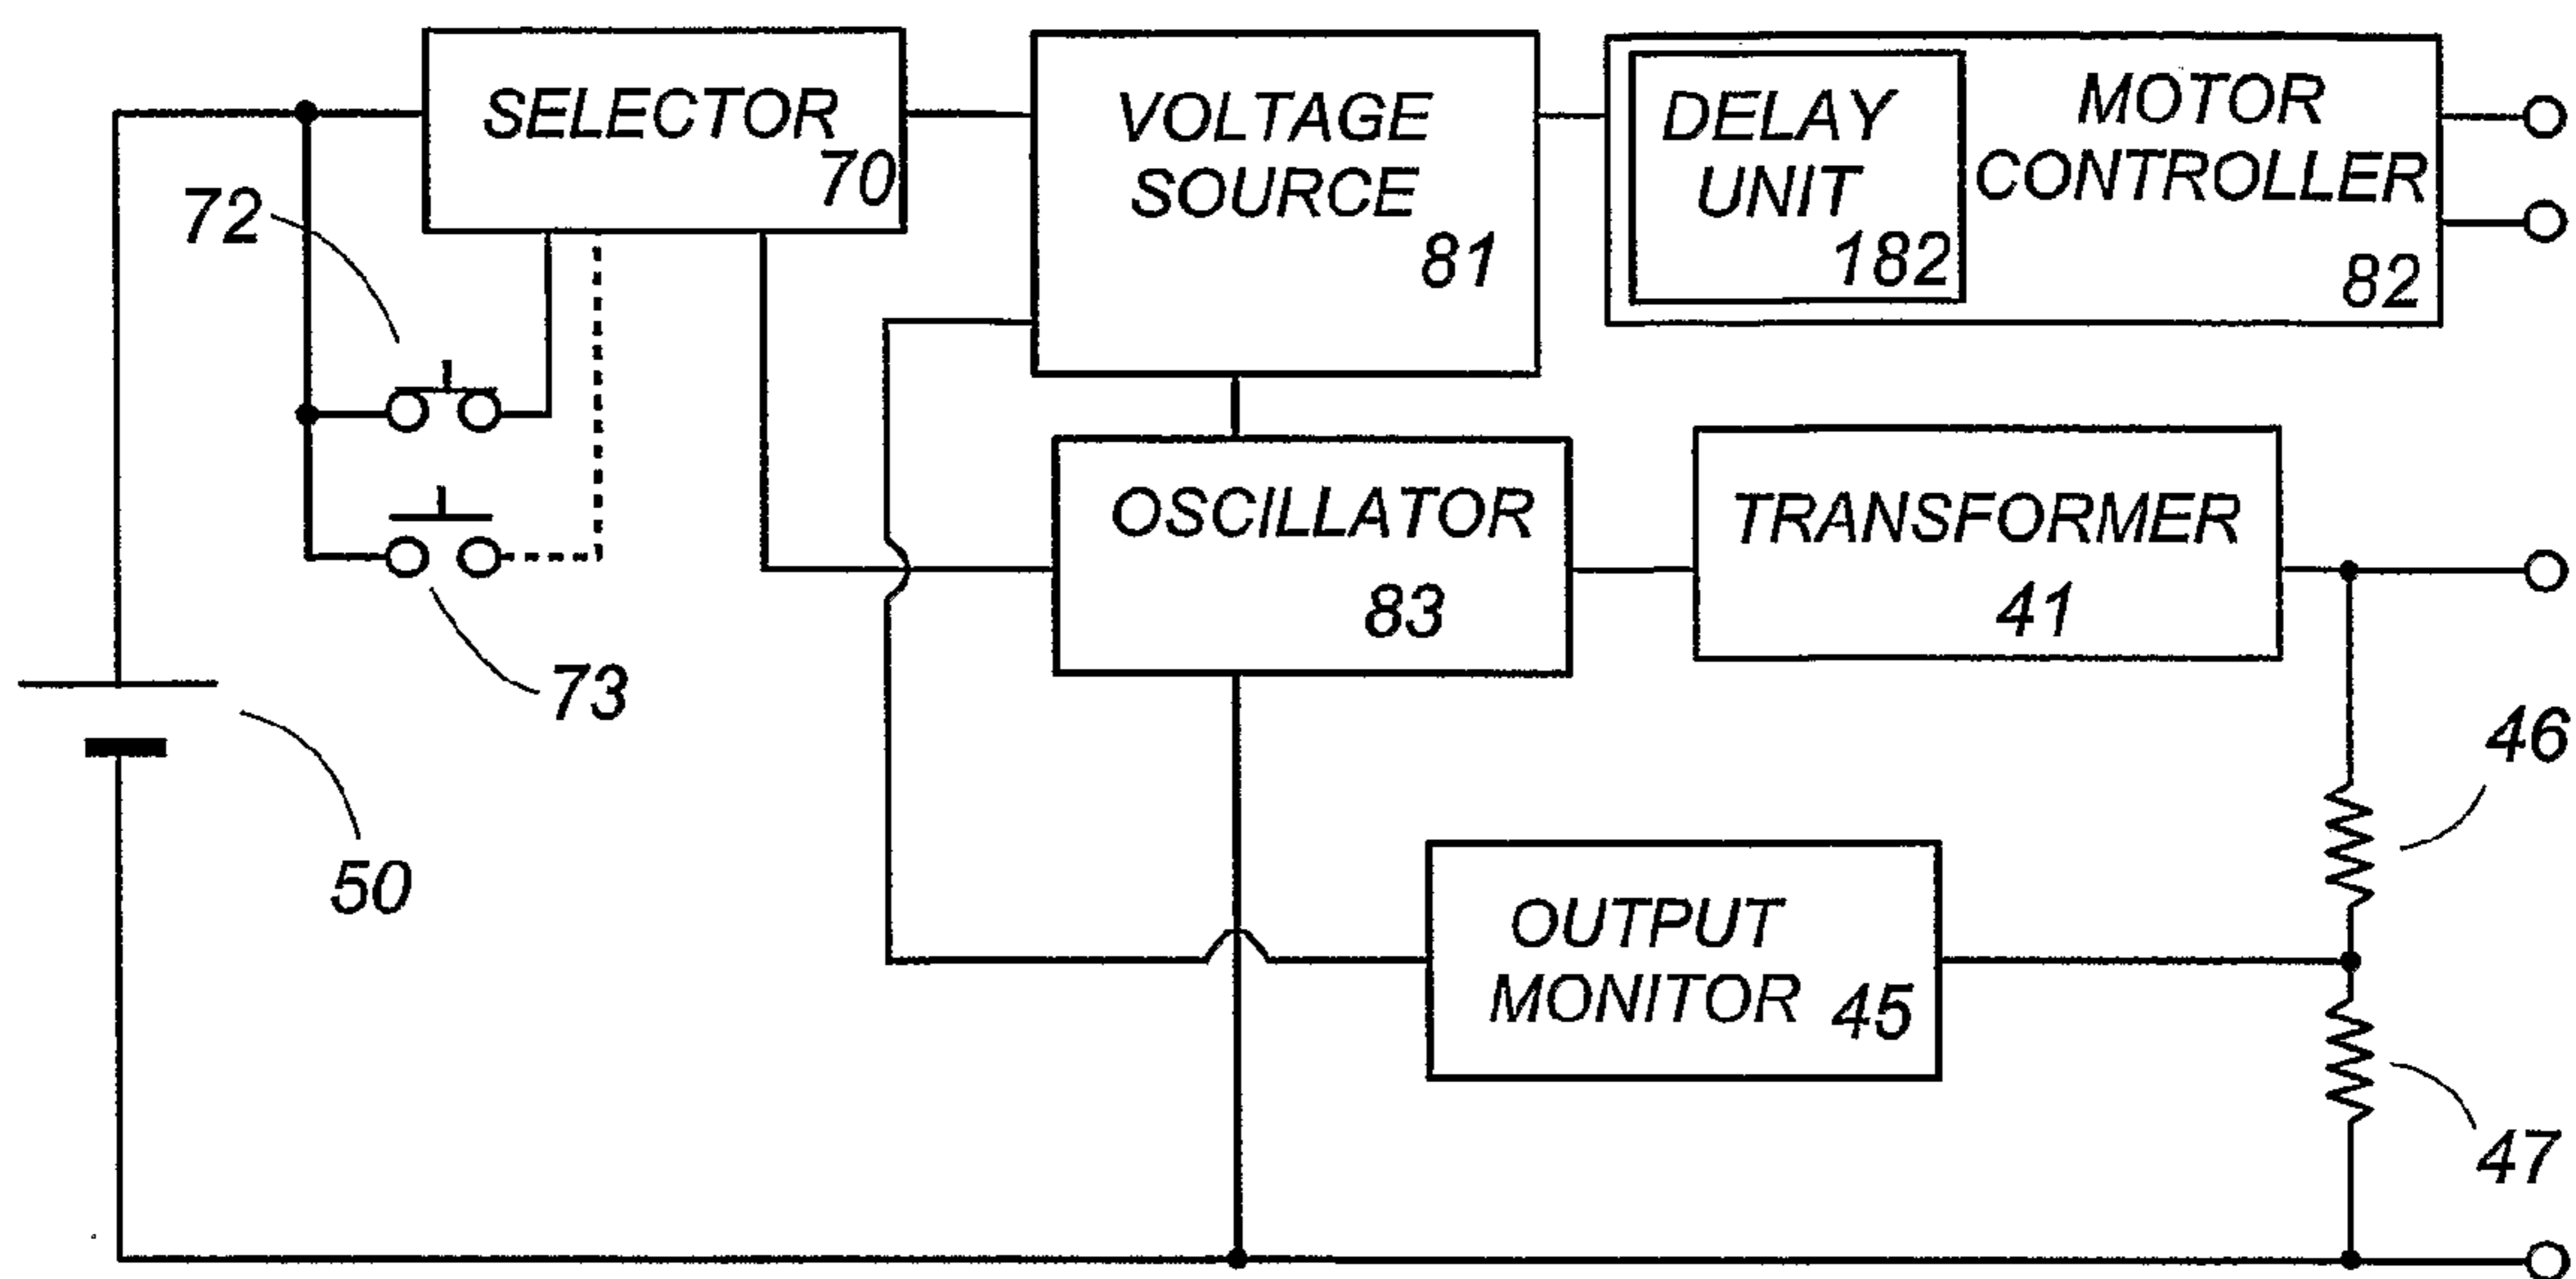 SELECTOR
70
VOLTAGE
SOURCE
81
DELAY
UNIT
182
MOTOR
CONTROLLER
82
72
73
50
OSCILLATOR
83
TRANSFORMER
41
46
OUTPUT
MONITOR 45
47